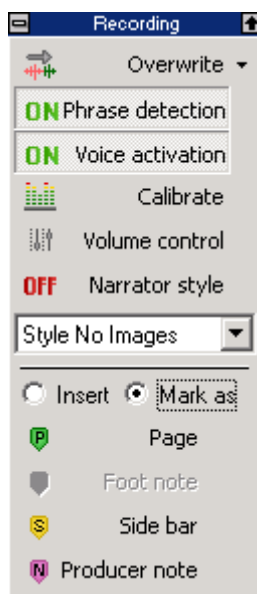 Recording
Overwrite
ON Phrase detection
ON Voice activation
Calibrate
Volume control
OFF Narrator style
Style No Images
Insert Mark as
P Page
Foot note
S Side bar
N Producer note